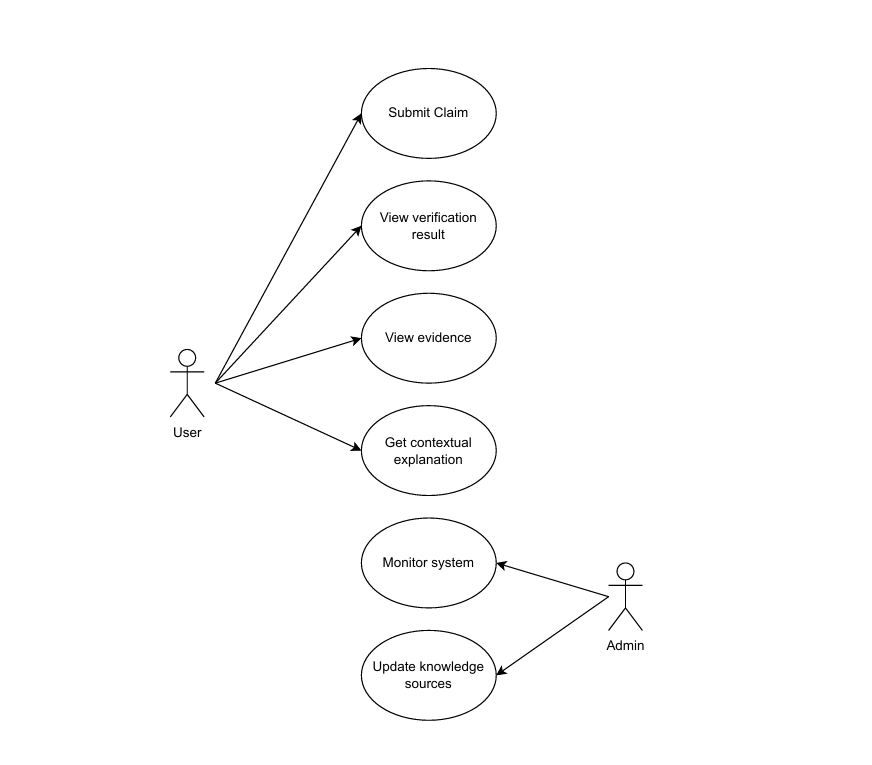 Submit Claim
View verification
result
View evidence
User
Get contextual
explanation
Monitor system
Admin
Update knowledge
sources